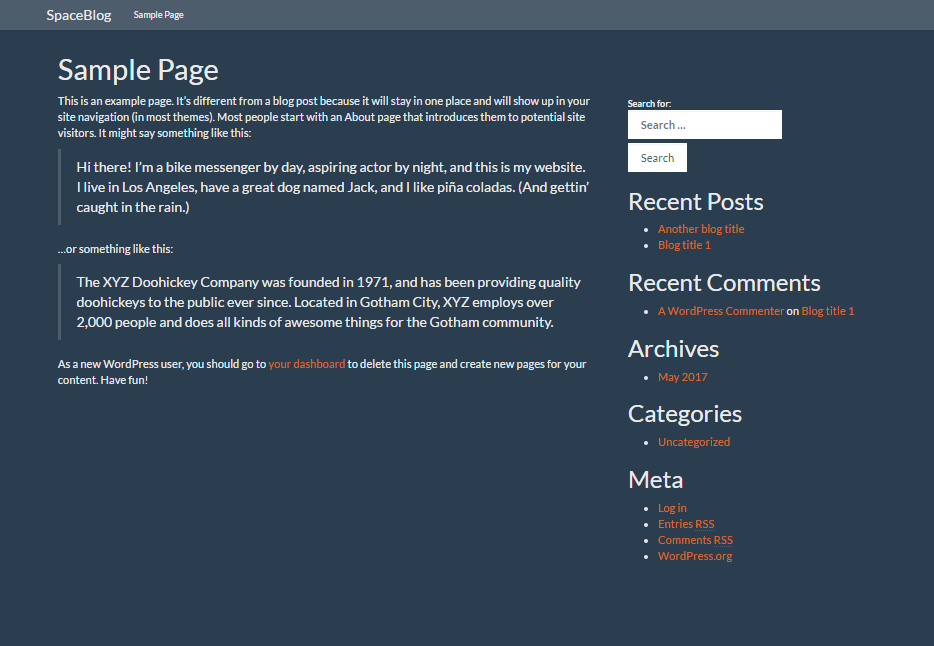 SpaceBlog Sample Page
Sample Page
This is an example page. It’s different from a blog post because it will stay in one place and will show up in your
site navigation (in most themes). Most people start with an About page that introduces them to potential site
visitors. It might say something like this:
Hi there! I’m a bike messenger by day, aspiring actor by night, and this is my website.
I live in Los Angeles, have a great dog named Jack, and I like piña coladas. (And gettin’
caught in the rain.)
…or something like this:
The XYZ Doohickey Company was founded in 1971, and has been providing quality
doohickeys to the public ever since. Located in Gotham City, XYZ employs over
2,000 people and does all kinds of awesome things for the Gotham community.
As a new WordPress user, you should go to your dashboard to delete this page and create new pages for your
content. Have fun!
Search for:
Search …
Search
Recent Posts
Another blog title
Blog title 1
Recent Comments
A WordPress Commenter on Blog title 1
Archives
May 2017
Categories
Uncategorized
Meta
Log in
Entries RSS
Comments RSS
WordPress.org